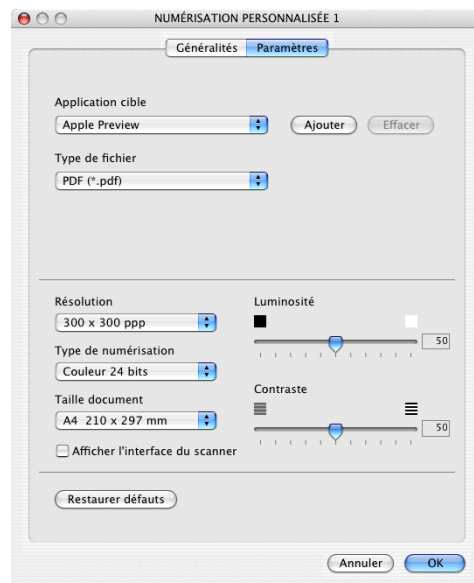 NUMÉRISATION PERSONNALISÉE 1
Généralités Paramètres
Application cible
Apple Preview Ajouter Effacer
Type de fichier
PDF (*.pdf)
Résolution Luminosité
300 x 300 ppp
50
Type de numérisation
Couleur 24 bits
Taille document Contraste
A4 210 x 297 mm
50
Afficher l'interface du scanner
Restaurer défauts
Annuler OK